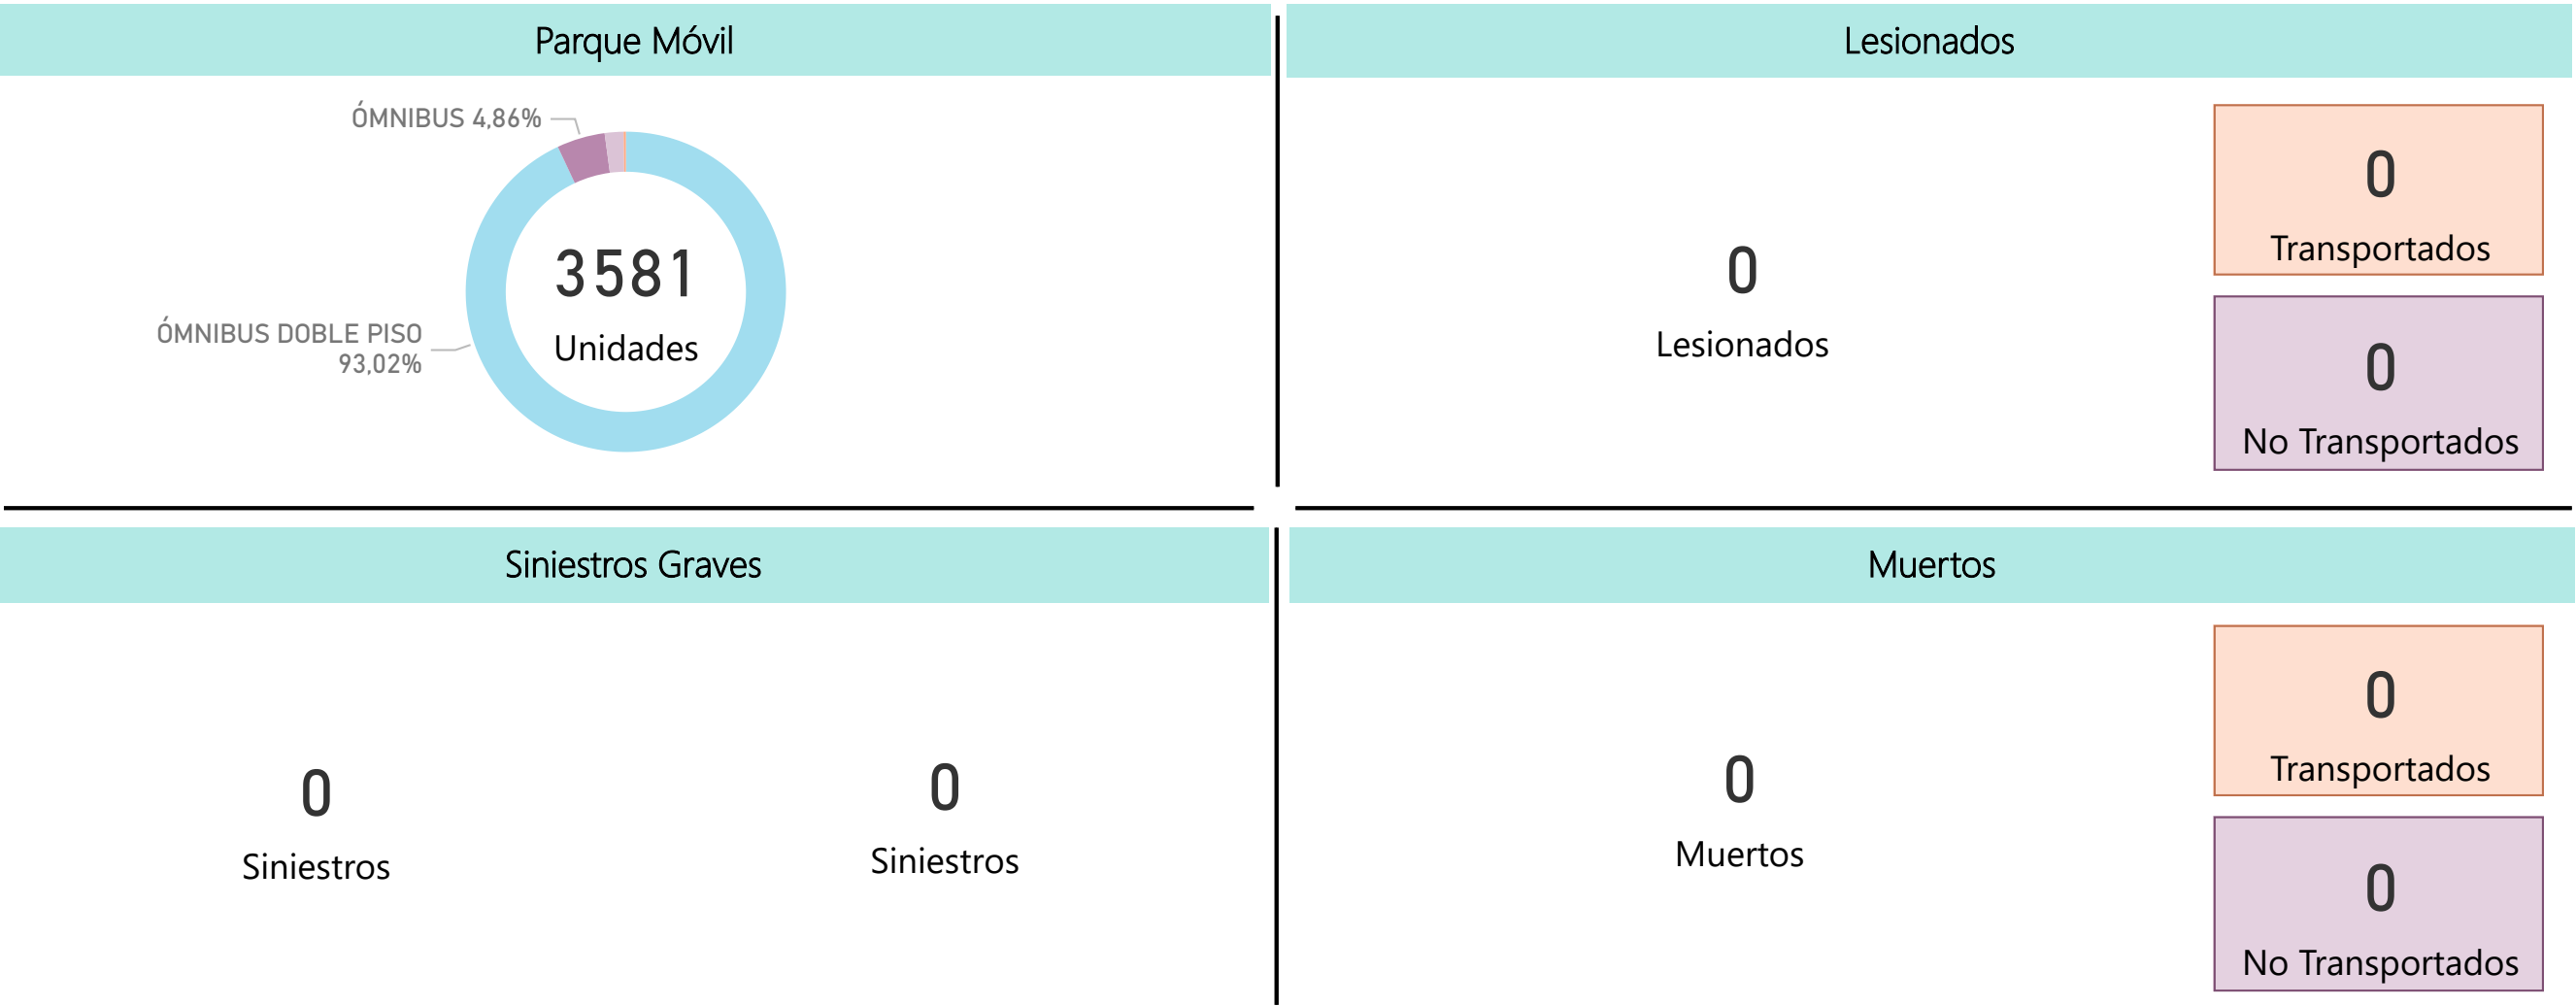 Parque Móvil
ÓMNIBUS 4,86%
ÓMNIBUS DOBLE PISO
93,02%
3581
Unidades
Lesionados
0
Lesionados
0
Transportados
0
No Transportados
Siniestros Graves
0
Siniestros
0
Siniestros
Muertos
0
Muertos
0
Transportados
0
No Transportados